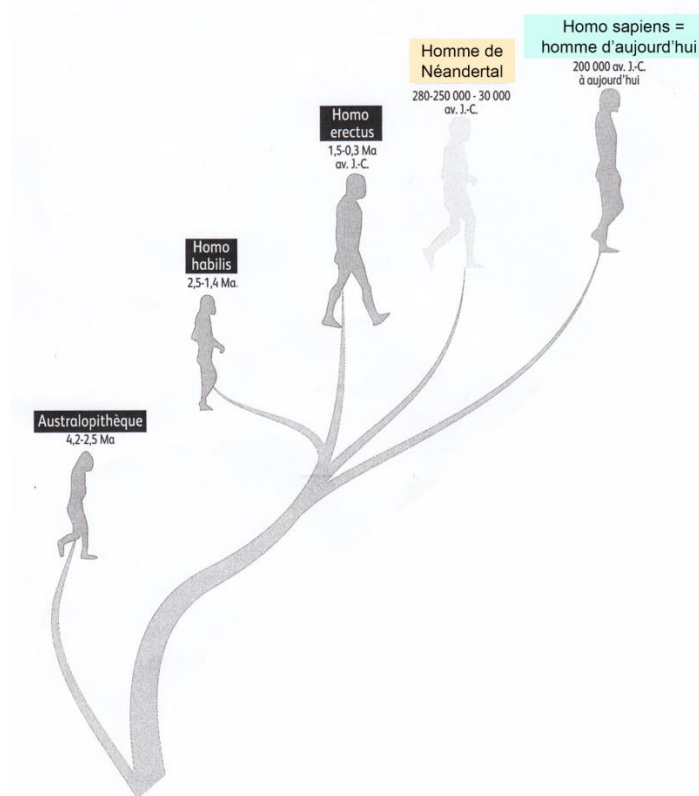 Homo sapiens =
homme d'aujourd'hui
200 000 av. J.-C.
à aujourd'hui
Homme de
Néandertal
280-250 000 - 30 000
av. J.-C.
Homo
erectus
1,5-0,3 Ma
av. J.-C.
Homo
habilis
2,5-1,4 Ma.
Australopithèque
4,2-2,5 Ma